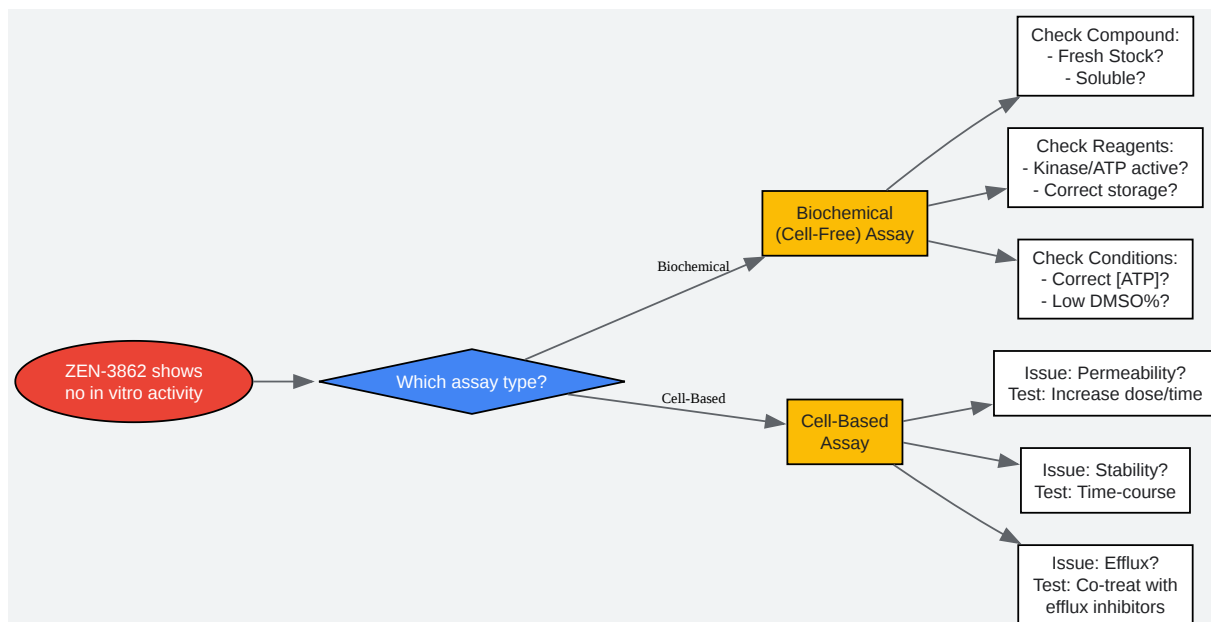 ZEN-3862 shows
no in vitro activity
Which assay type?
Biochemical
Cell-Based
Biochemical
(Cell-Free) Assay
Cell-Based
Assay
Check Compound:
- Fresh Stock?
- Soluble?
Check Reagents:
- Kinase/ATP active?
- Correct storage?
Check Conditions:
- Correct [ATP]?
- Low DMSO%?
Issue: Permeability?
Test: Increase dose/time
Issue: Stability?
Test: Time-course
Issue: Efflux?
Test: Co-treat with
efflux inhibitors